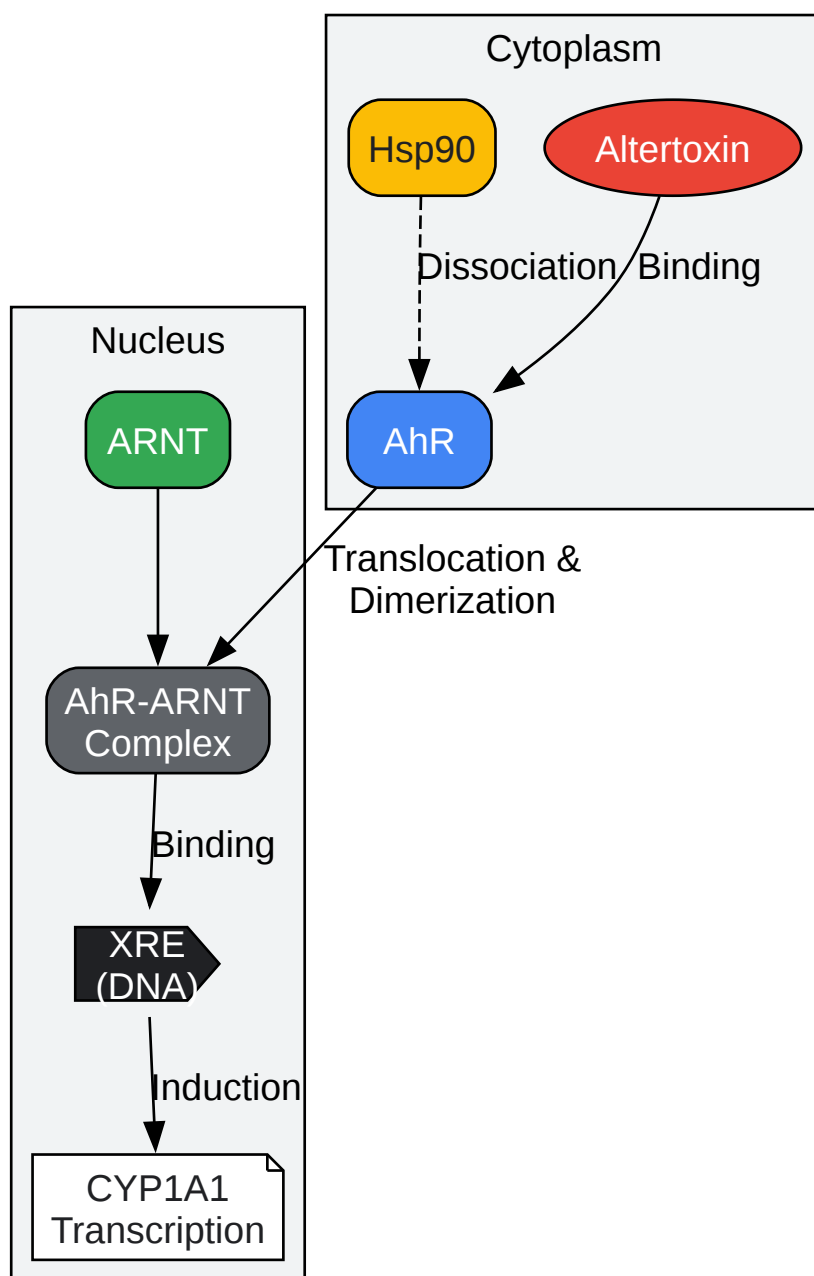 Cytoplasm
Hsp90
Altertoxin
Dissociation
Binding
Nucleus
ARNT
AhR
Translocation &
Dimerization
AhR-ARNT
Complex
Binding
XRE
(DNA)
Induction
CYP1A1
Transcription